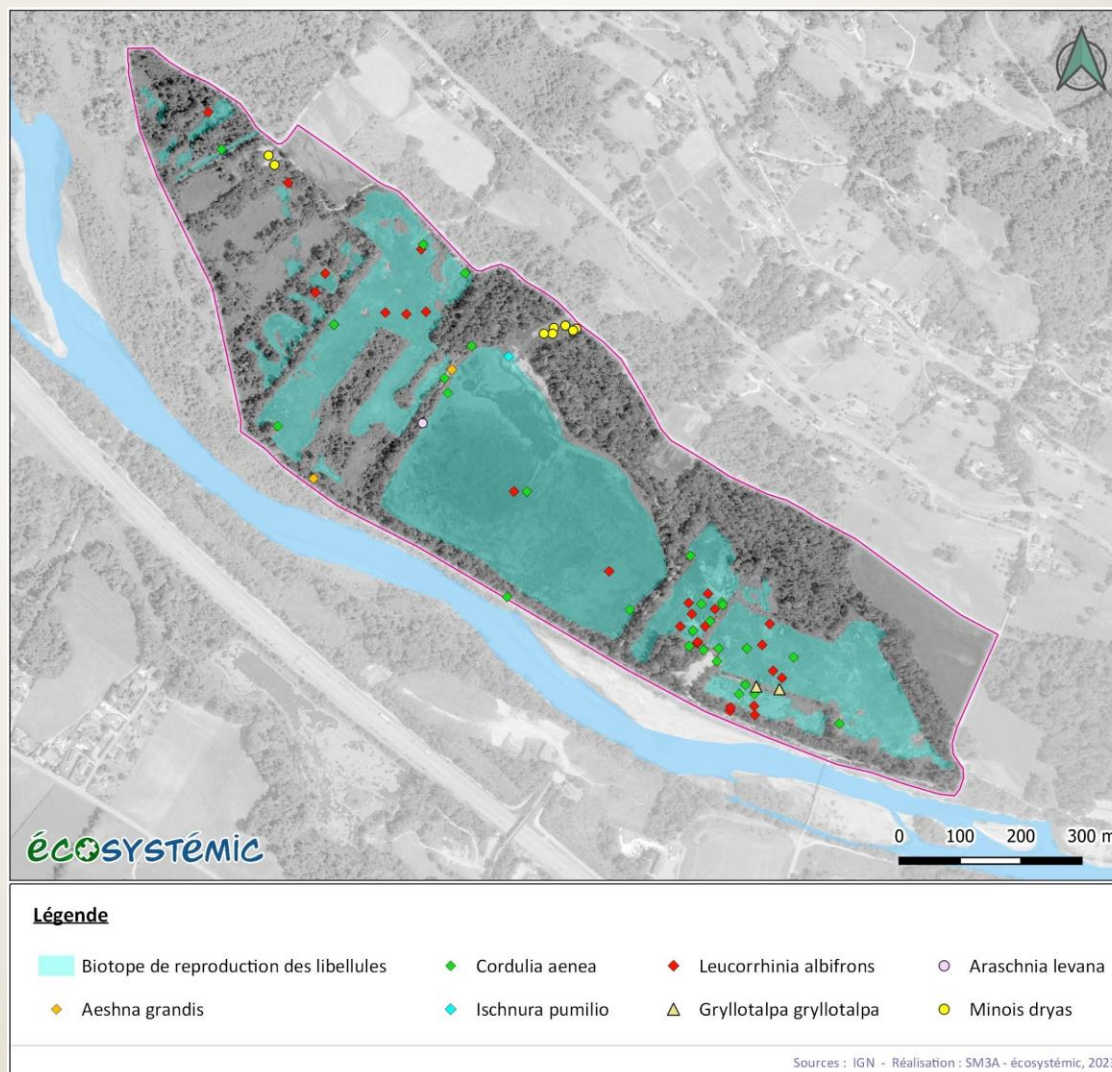 écosystémic
0 100 200 300 m
Légende
Biotope de reproduction des libellules Cordulia aenea Leucorrhinia albifrons Araschnia levana
Aeshna grandis Ischnura pumilio Gryllotalpa gryllotalpa Minois dryas
Sources : IGN - Réalisation : SM3A - écosystémic, 2023